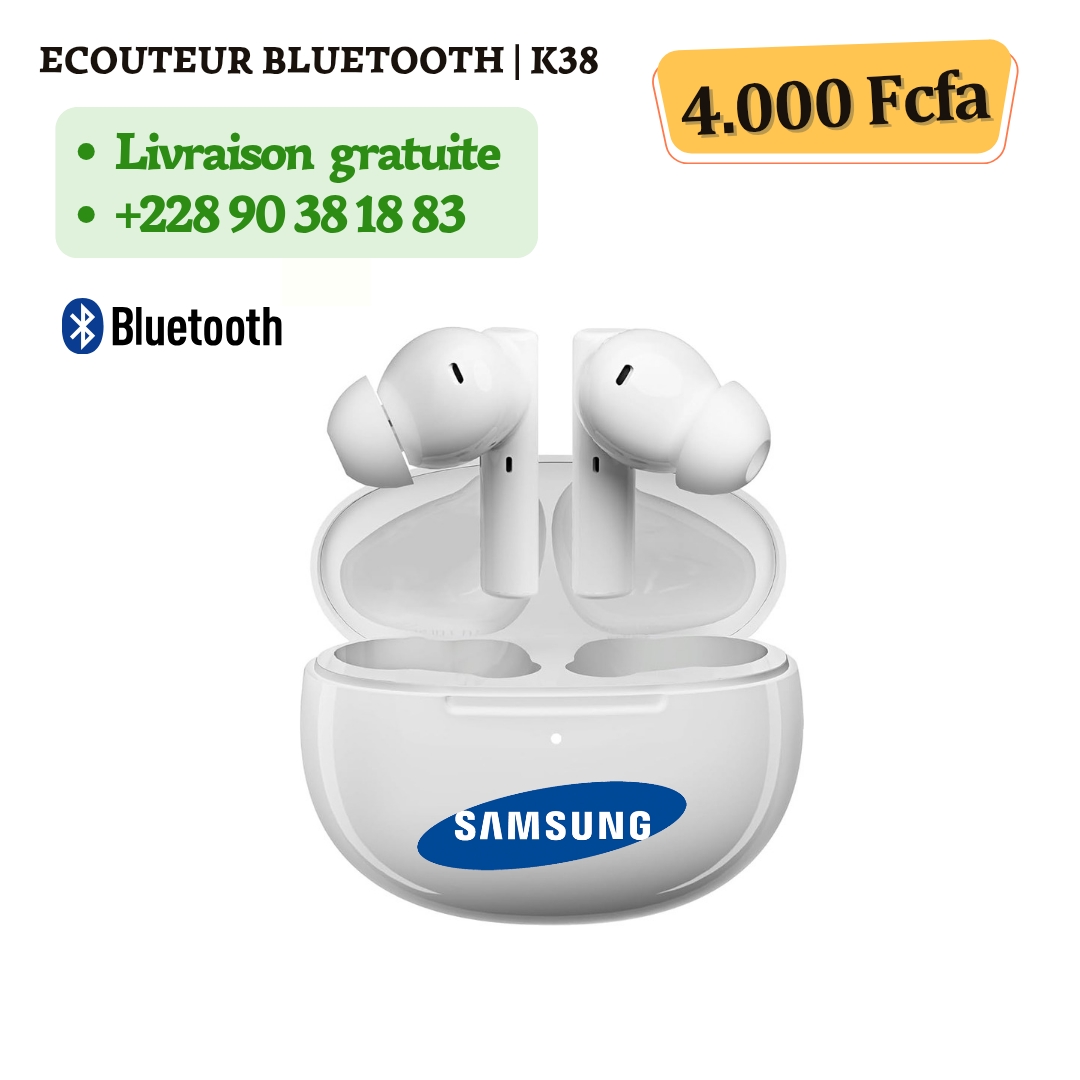 ECOUTEUR BLUETOOTH | K38
4.000 Fcfa
• Livraison gratuite
• +228 90 38 18 83
Bluetooth
SAMSUNG